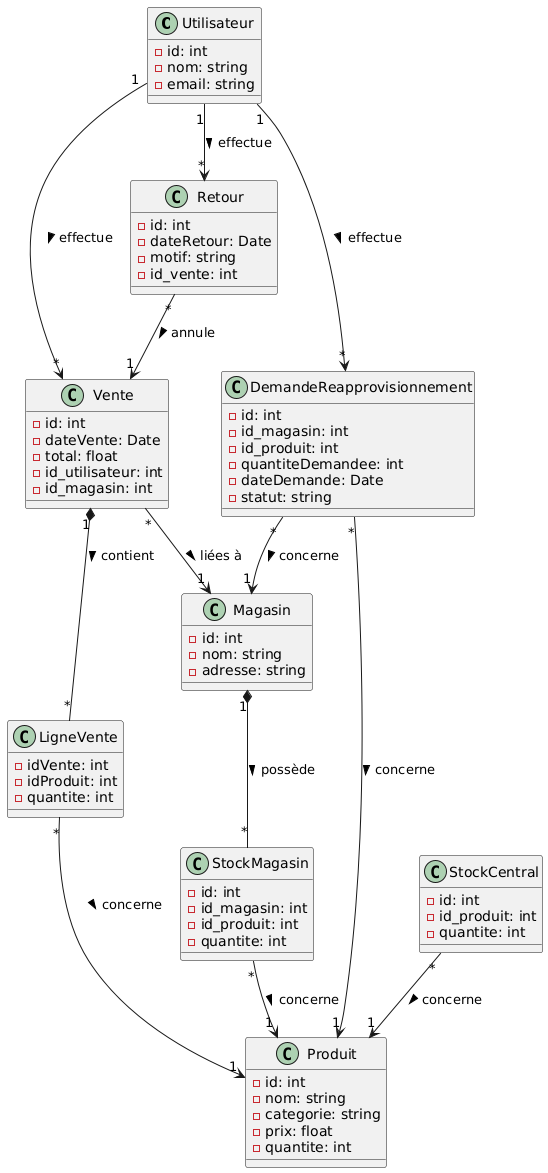 C Utilisateur
id: int
nom: string
email: string
1
1
1
effectue
*
C Retour
id: int
dateRetour: Date
motif: string
id_vente: int
effectue
effectue
*
annule
*
1
*
C Vente
id: int
dateVente: Date
total: float
id_utilisateur: int
id_magasin: int
C DemandeReapprovisionnement
id: int
id_magasin: int
id_produit: int
quantiteDemandee: int
dateDemande: Date
statut: string
1
*
*
*
contient
liées à
concerne
1
1
C Magasin
id: int
nom: string
adresse: string
*
1
C LigneVente
idVente: int
idProduit: int
quantite: int
possède
concerne
*
*
C StockMagasin
id: int
id_magasin: int
id_produit: int
quantite: int
C StockCentral
id: int
id_produit: int
quantite: int
concerne
*
*
concerne
concerne
1
1
1
1
C Produit
id: int
nom: string
categorie: string
prix: float
quantite: int